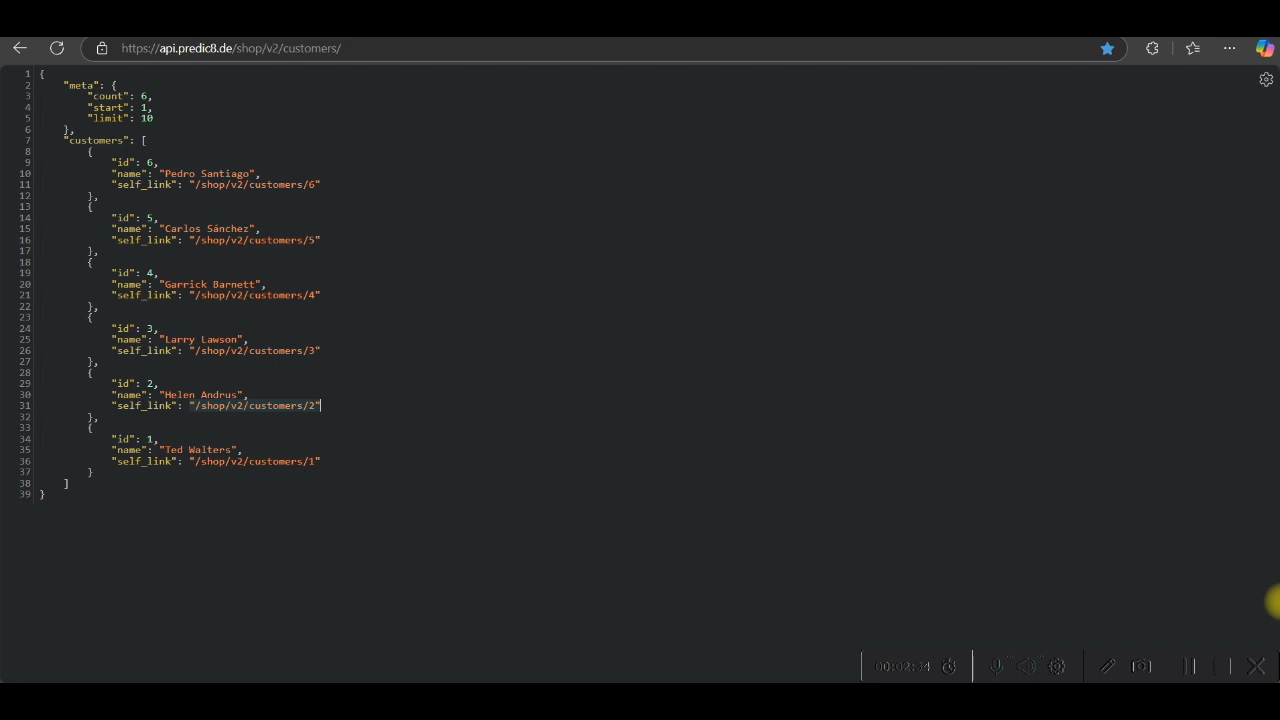 https://api.predic8.de/shop/v2/customers/
1 {
2 "meta": {
3 "count": 6,
4 "start": 1,
5 "limit": 10
6 },
7 "customers": [
8 {
9 "id": 6,
10 "name": "Pedro Santiago",
11 "self_link": "/shop/v2/customers/6"
12 },
13 {
14 "id": 5,
15 "name": "Carlos Sánchez",
16 "self_link": "/shop/v2/customers/5"
17 },
18 {
19 "id": 4,
20 "name": "Garrick Barnett",
21 "self_link": "/shop/v2/customers/4"
22 },
23 {
24 "id": 3,
25 "name": "Larry Lawson",
26 "self_link": "/shop/v2/customers/3"
27 },
28 {
29 "id": 2,
30 "name": "Helen Andrus",
31 "self_link": "/shop/v2/customers/2"
32 },
33 {
34 "id": 1,
35 "name": "Ted Walters",
36 "self_link": "/shop/v2/customers/1"
37 }
38 ]
39 }
00:02:34